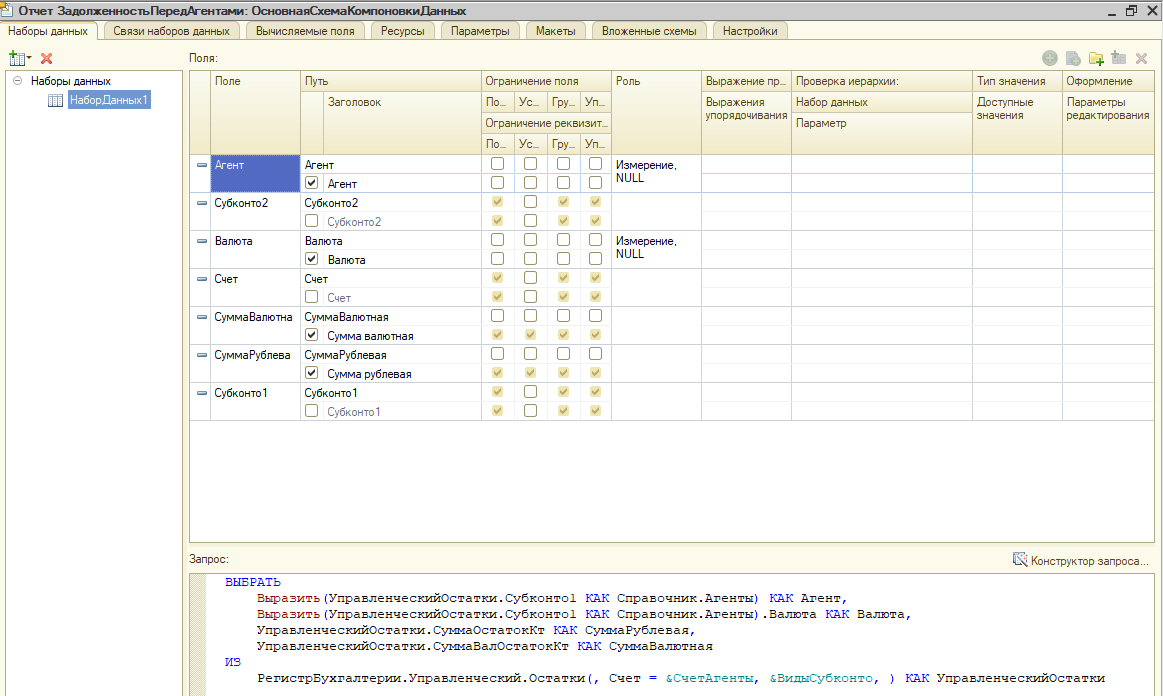 Отчет ЗадолженностьПередАгентами: ОсновнаяСхемаКомпоновкиДанных
Наборы данных Связи наборов данных Вычисляемые поля Ресурсы Параметры Макеты Вложенные схемы Настройки
Поля:
Наборы данных
НаборДанных1
Поле Путь Ограничение поля Роль Выражение пр... Проверка иерархии: Тип значения Оформление
Заголовок По... Ус... Гру... Уп... Выражения упорядочивания Набор данных Доступные значения Параметры редактирования
Ограничение реквизит... Параметр
По... Ус... Гру... Уп...
Агент Агент Измерение, NULL
Агент
Субконто2 Субконто2
Субконто2
Валюта Валюта Измерение, NULL
Валюта
Счет Счет
Счет
СуммаВалютна СуммаВалютная
Сумма валютная
СуммаРублева СуммаРублевая
Сумма рублевая
Субконто1 Субконто1
Субконто1
Запрос: Конструктор запроса...
ВЫБРАТЬ
Выразить(УправленческийОстатки.Субконто1 КАК Справочник.Агенты) КАК Агент,
Выразить(УправленческийОстатки.Субконто1 КАК Справочник.Агенты).Валюта КАК Валюта,
УправленческийОстатки.СуммаОстатокКт КАК СуммаРублевая,
УправленческийОстатки.СуммаВалОстатокКт КАК СуммаВалютная
ИЗ
РегистрБухгалтерии.Управленческий.Остатки(, Счет = &СчетАгенты, &ВидыСубконто, ) КАК УправленческийОстатки